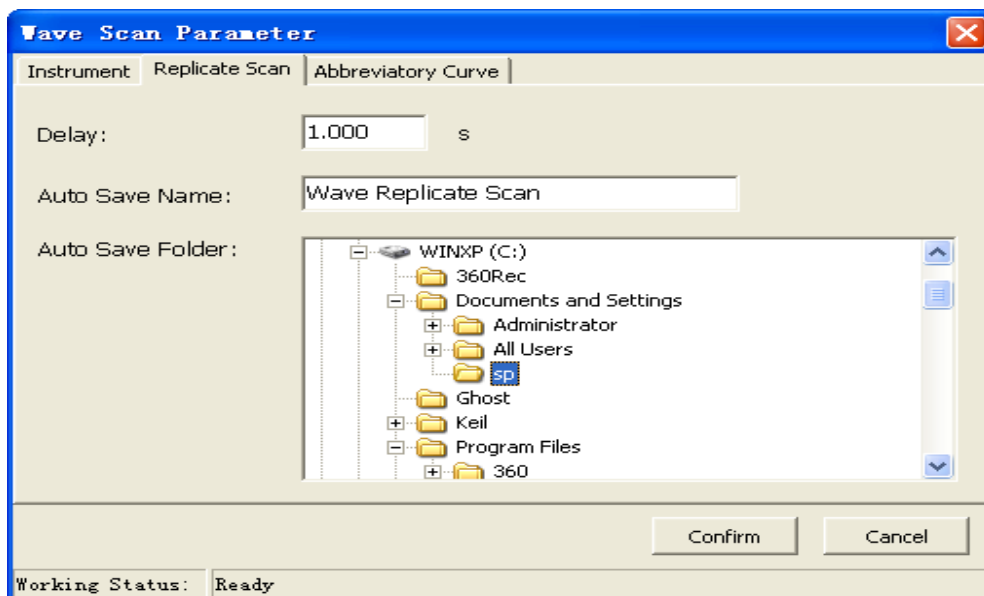 Wave Scan Parameter
Instrument Replicate Scan Abbreviatory Curve
Delay: 1.000 s
Auto Save Name: Wave Replicate Scan
Auto Save Folder: WINXP (C:)
360Rec
Documents and Settings
Administrator
All Users
sp
Ghost
Keil
Program Files
360
Confirm Cancel
Working Status: Ready